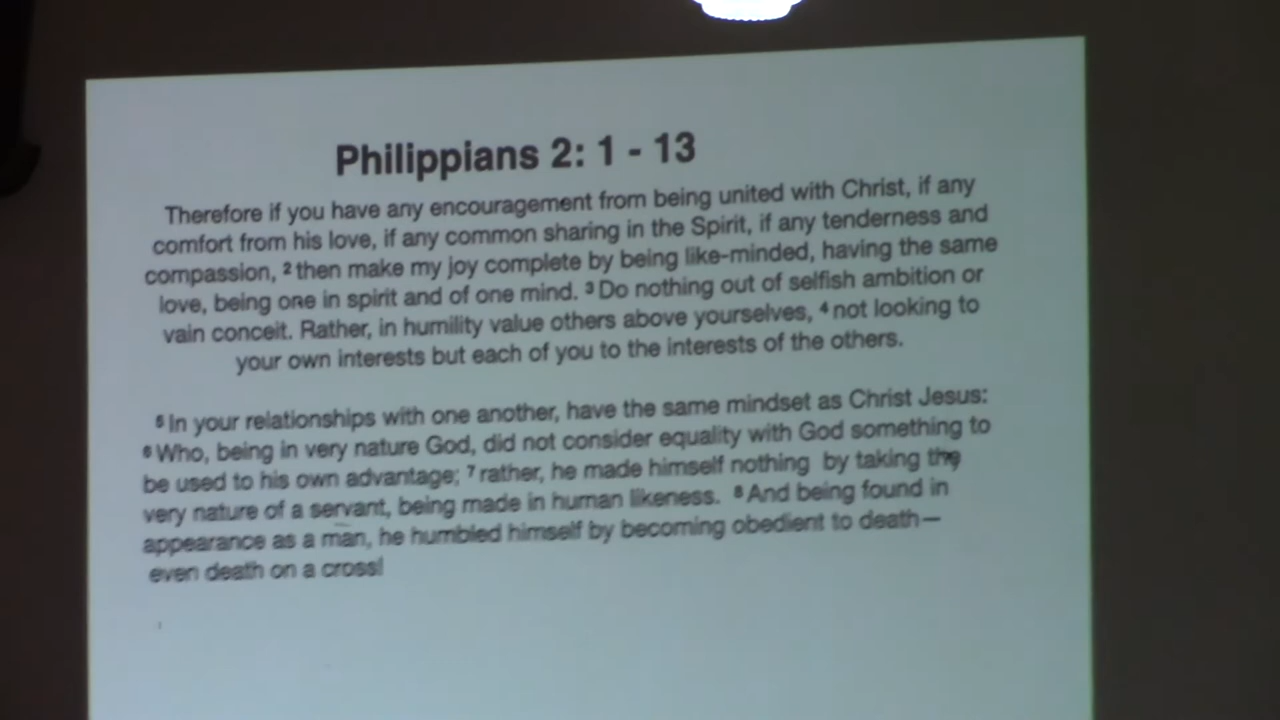 Philippians 2: 1 - 13
Therefore if you have any encouragement from being united with Christ, if any
comfort from his love, if any common sharing in the Spirit, if any tenderness and
compassion, ² then make my joy complete by being like-minded, having the same
love, being one in spirit and of one mind. ³ Do nothing out of selfish ambition or
vain conceit. Rather, in humility value others above yourselves, ⁴ not looking to
your own interests but each of you to the interests of the others.
⁵ In your relationships with one another, have the same mindset as Christ Jesus:
⁶ Who, being in very nature God, did not consider equality with God something to
be used to his own advantage; ⁷ rather, he made himself nothing by taking the
very nature of a servant, being made in human likeness. ⁸ And being found in
appearance as a man, he humbled himself by becoming obedient to death—
even death on a cross!